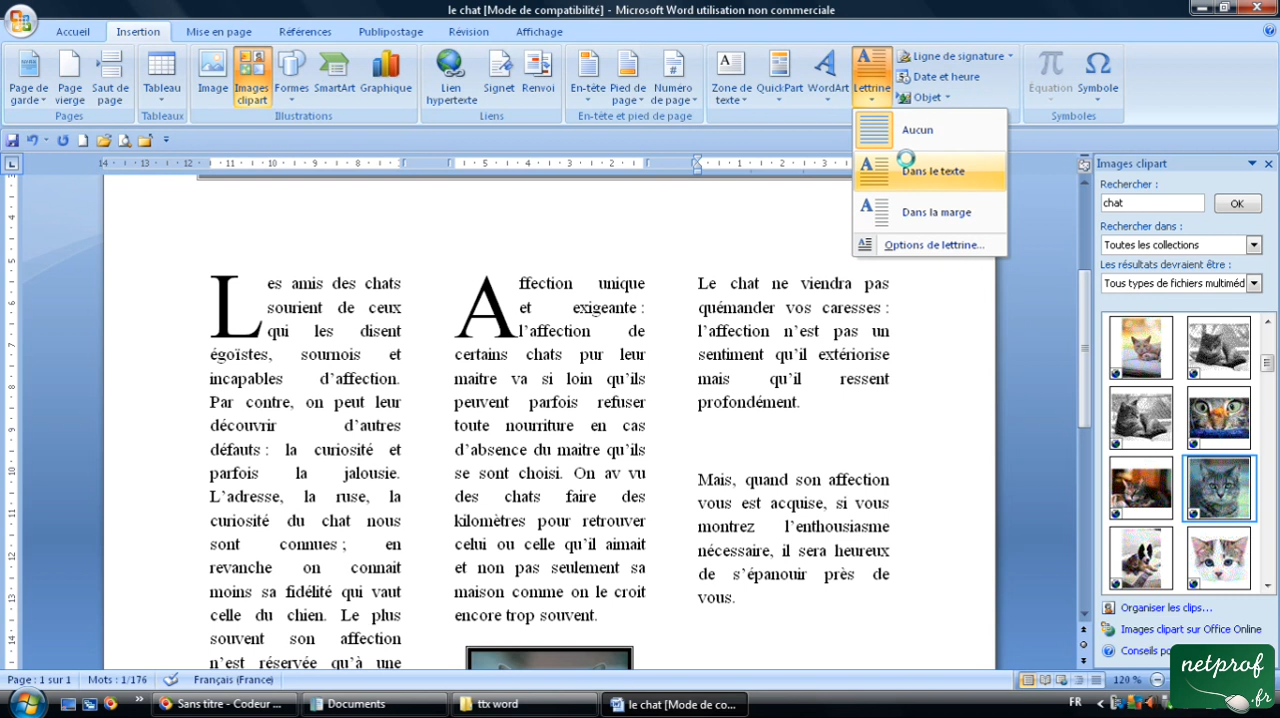 le chat [Mode de compatibilité] - Microsoft Word utilisation non commerciale
Accueil Insertion Mise en page Références Publipostage Révision Affichage
Page de garde Page vierge Saut de page Tableau Image Images clipart Formes SmartArt Graphique Lien hypertexte Signet Renvoi En-tête Pied de page Numéro de page Zone de texte QuickPart WordArt Lettrine Ligne de signature Date et heure Objet Équation Symbole
Pages Tableaux Illustrations Liens En-tête et pied de page Symboles
Aucun
Dans le texte
Dans la marge
Options de lettrine...
Les amis des chats
sourient de ceux
qui les disent
égoïstes, sournois et
incapables d'affection.
Par contre, on peut leur
découvrir d'autres
défauts : la curiosité et
parfois la jalousie.
L'adresse, la ruse, la
curiosité du chat nous
sont connues ; en
revanche on connait
moins sa fidélité qui vaut
celle du chien. Le plus
souvent son affection
n'est réservée qu'à une
Affection unique
et exigeante :
l'affection de
certains chats pur leur
maitre va si loin qu'ils
peuvent parfois refuser
toute nourriture en cas
d'absence du maitre qu'ils
se sont choisi. On av vu
des chats faire des
kilomètres pour retrouver
celui ou celle qu'il aimait
et non pas seulement sa
maison comme on le croit
encore trop souvent.
Le chat ne viendra pas
quémander vos caresses :
l'affection n'est pas un
sentiment qu'il extériorise
mais qu'il ressent
profondément.
Mais, quand son affection
vous est acquise, si vous
montrez l'enthousiasme
nécessaire, il sera heureux
de s'épanouir près de
vous.
Images clipart
Rechercher :
chat OK
Rechercher dans :
Toutes les collections
Les résultats devraient être :
Tous types de fichiers multiméd
Organiser les clips...
Images clipart sur Office Online
Conseils po
Page : 1 sur 1 Mots : 1/176 Français (France) 120 %
Sans titre - Codeur ... Documents ttx word le chat [Mode de co... FR
netprof
.fr